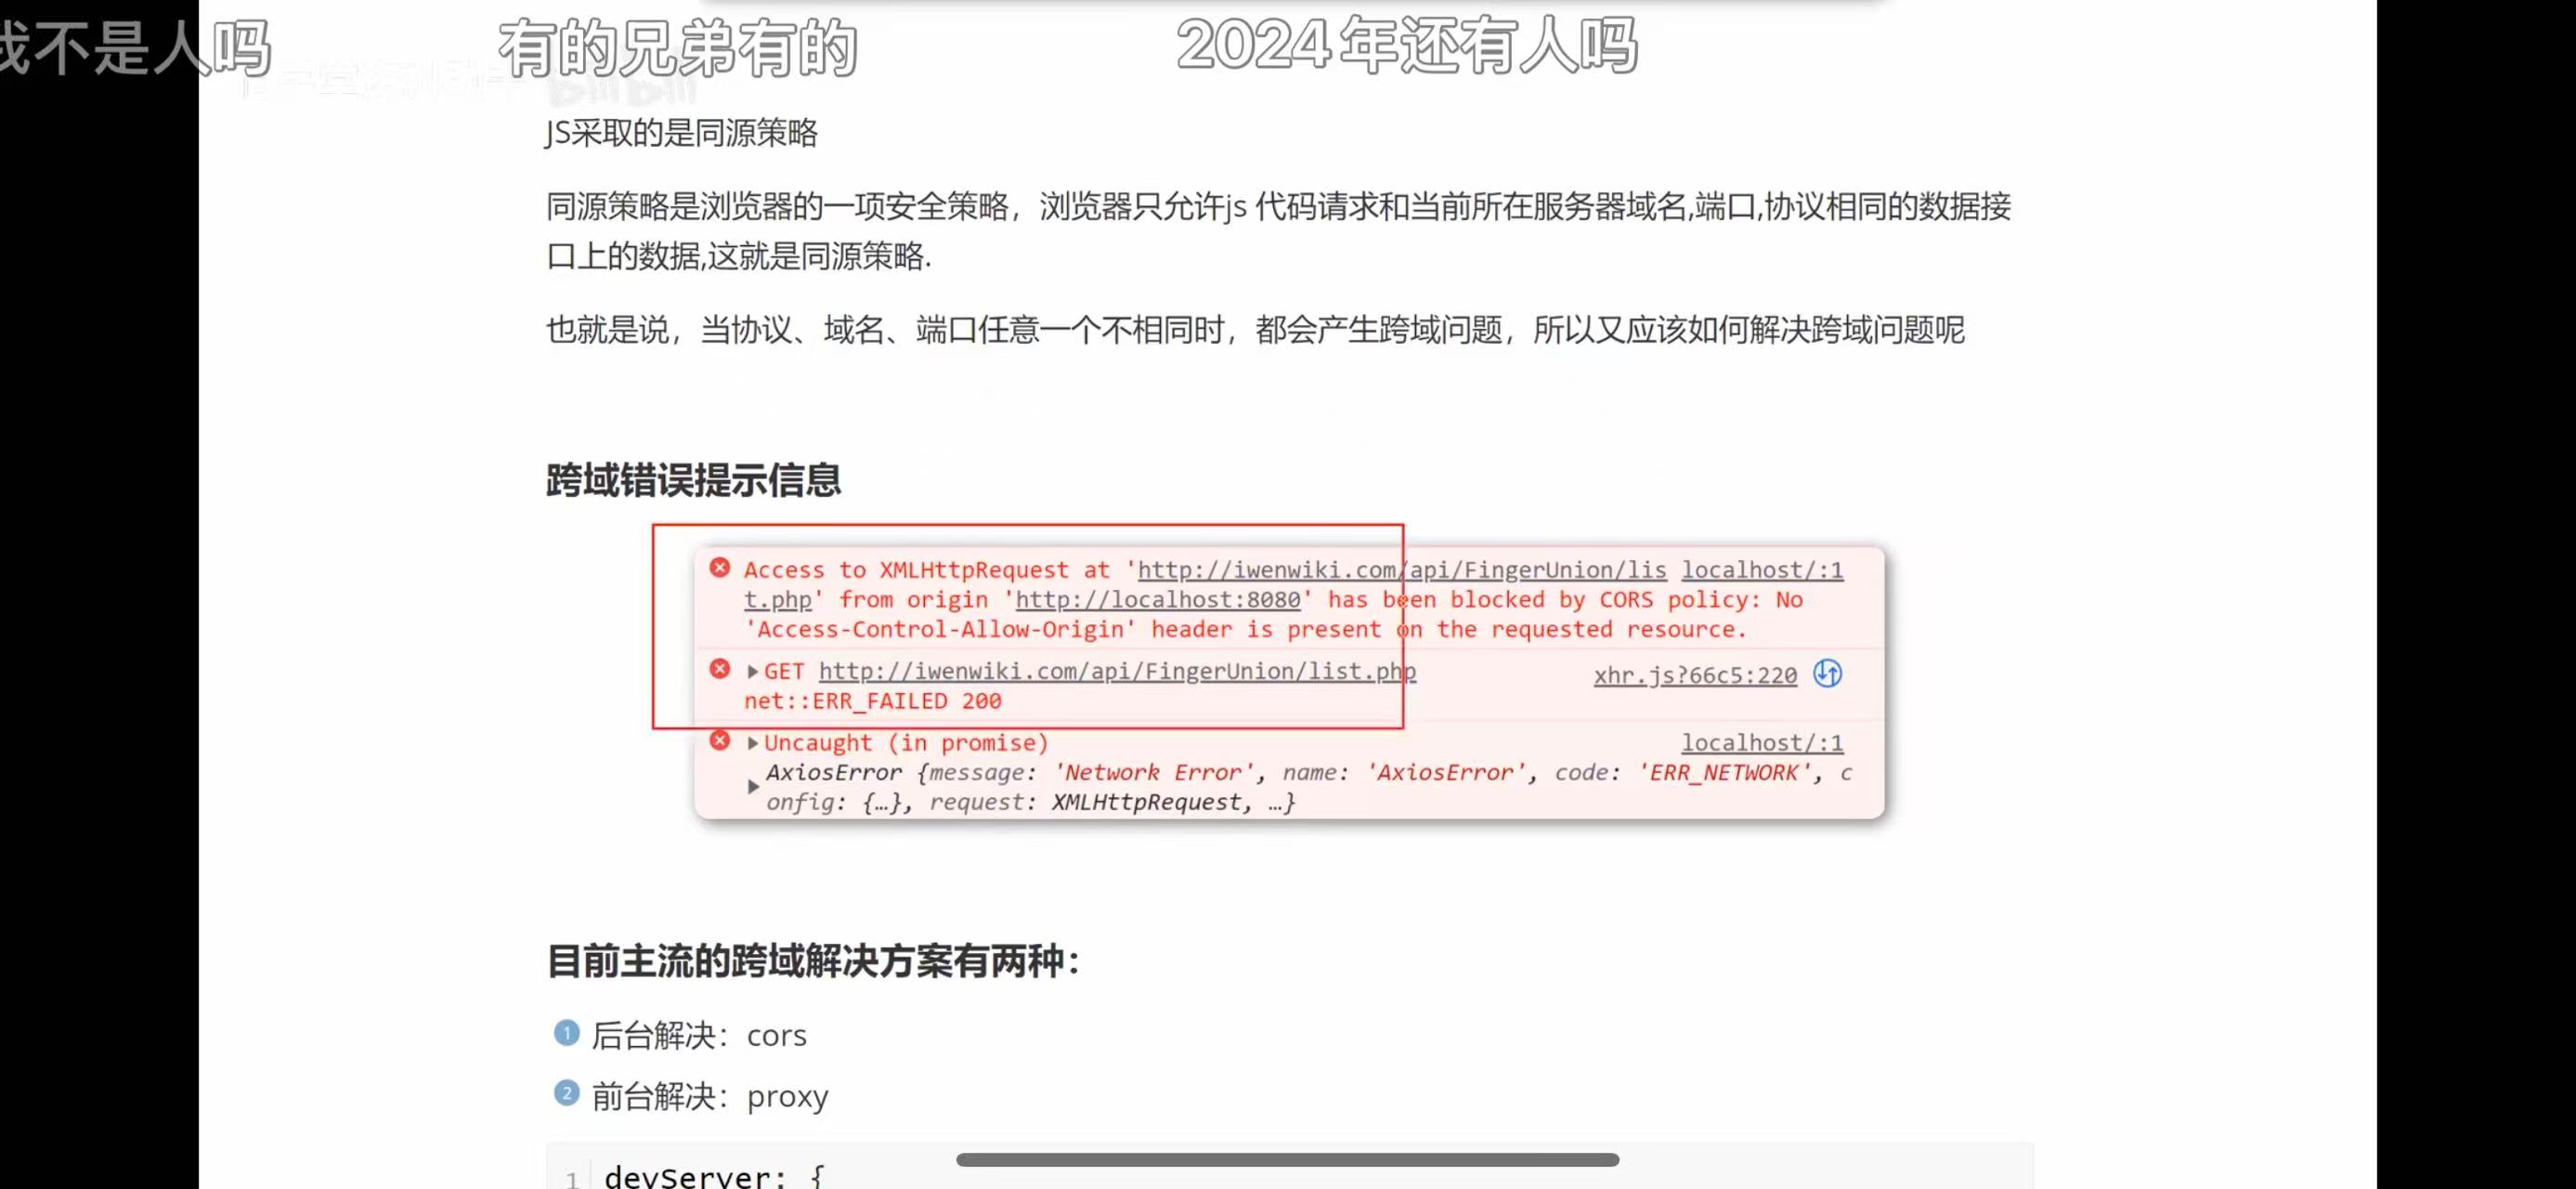 我不是人吗
有的兄弟有的
2024年还有人吗
bilibili
JS采取的是同源策略
同源策略是浏览器的一项安全策略，浏览器只允许js 代码请求和当前所在服务器域名,端口,协议相同的数据接
口上的数据,这就是同源策略.
也就是说，当协议、域名、端口任意一个不相同时，都会产生跨域问题，所以又应该如何解决跨域问题呢
跨域错误提示信息
Access to XMLHttpRequest at 'http://iwenwiki.com/api/FingerUnion/lis localhost/:1
t.php' from origin 'http://localhost:8080' has been blocked by CORS policy: No
'Access-Control-Allow-Origin' header is present on the requested resource.
GET http://iwenwiki.com/api/FingerUnion/list.php xhr.js?66c5:220
net::ERR_FAILED 200
Uncaught (in promise) localhost/:1
AxiosError {message: 'Network Error', name: 'AxiosError', code: 'ERR_NETWORK', c
onfig: {…}, request: XMLHttpRequest, …}
目前主流的跨域解决方案有两种：
1 后台解决：cors
2 前台解决：proxy
1 devServer: {